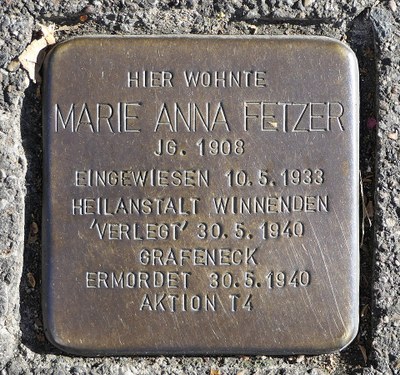 HIER WOHNTE
MARIE ANNA FETZER
JG. 1908
EINGEWIESEN 10.5.1933
HEILANSTALT WINNENDEN
'VERLEGT' 30.5.1940
GRAFENECK
ERMORDET 30.5.1940
AKTION T4